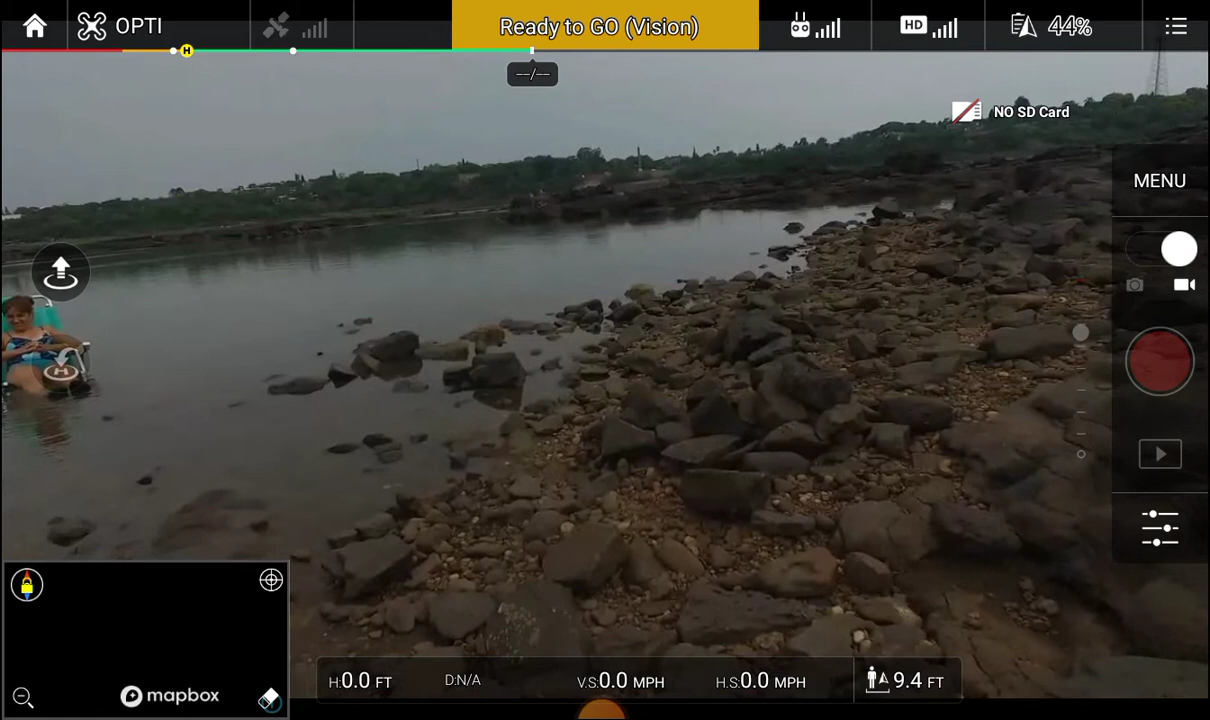 OPTI
Ready to GO (Vision)
HD
44%
H
--/--
NO SD Card
MENU
H
mapbox
H:0.0 FT
D:N/A
V.S:0.0 MPH
H.S:0.0 MPH
9.4 FT